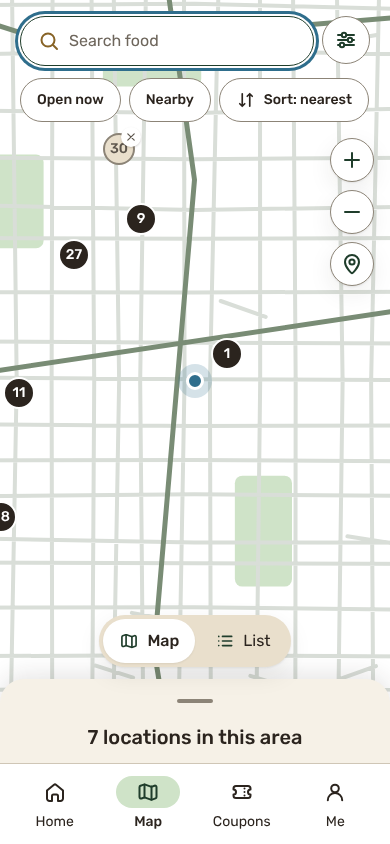 Search food
Open now
Nearby
Sort: nearest
30
9
27
1
11
8
Map
List
7 locations in this area
Home
Map
Coupons
Me